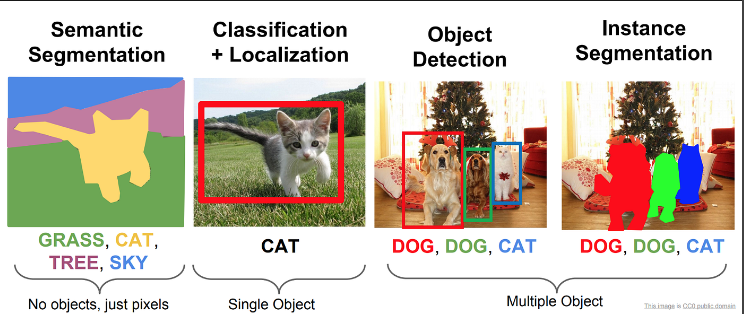 Semantic
Segmentation
Classification
+ Localization
Object
Detection
Instance
Segmentation
GRASS, CAT,
TREE, SKY
CAT
DOG, DOG, CAT
DOG, DOG, CAT
No objects, just pixels
Single Object
Multiple Object
This image is CC0 public domain